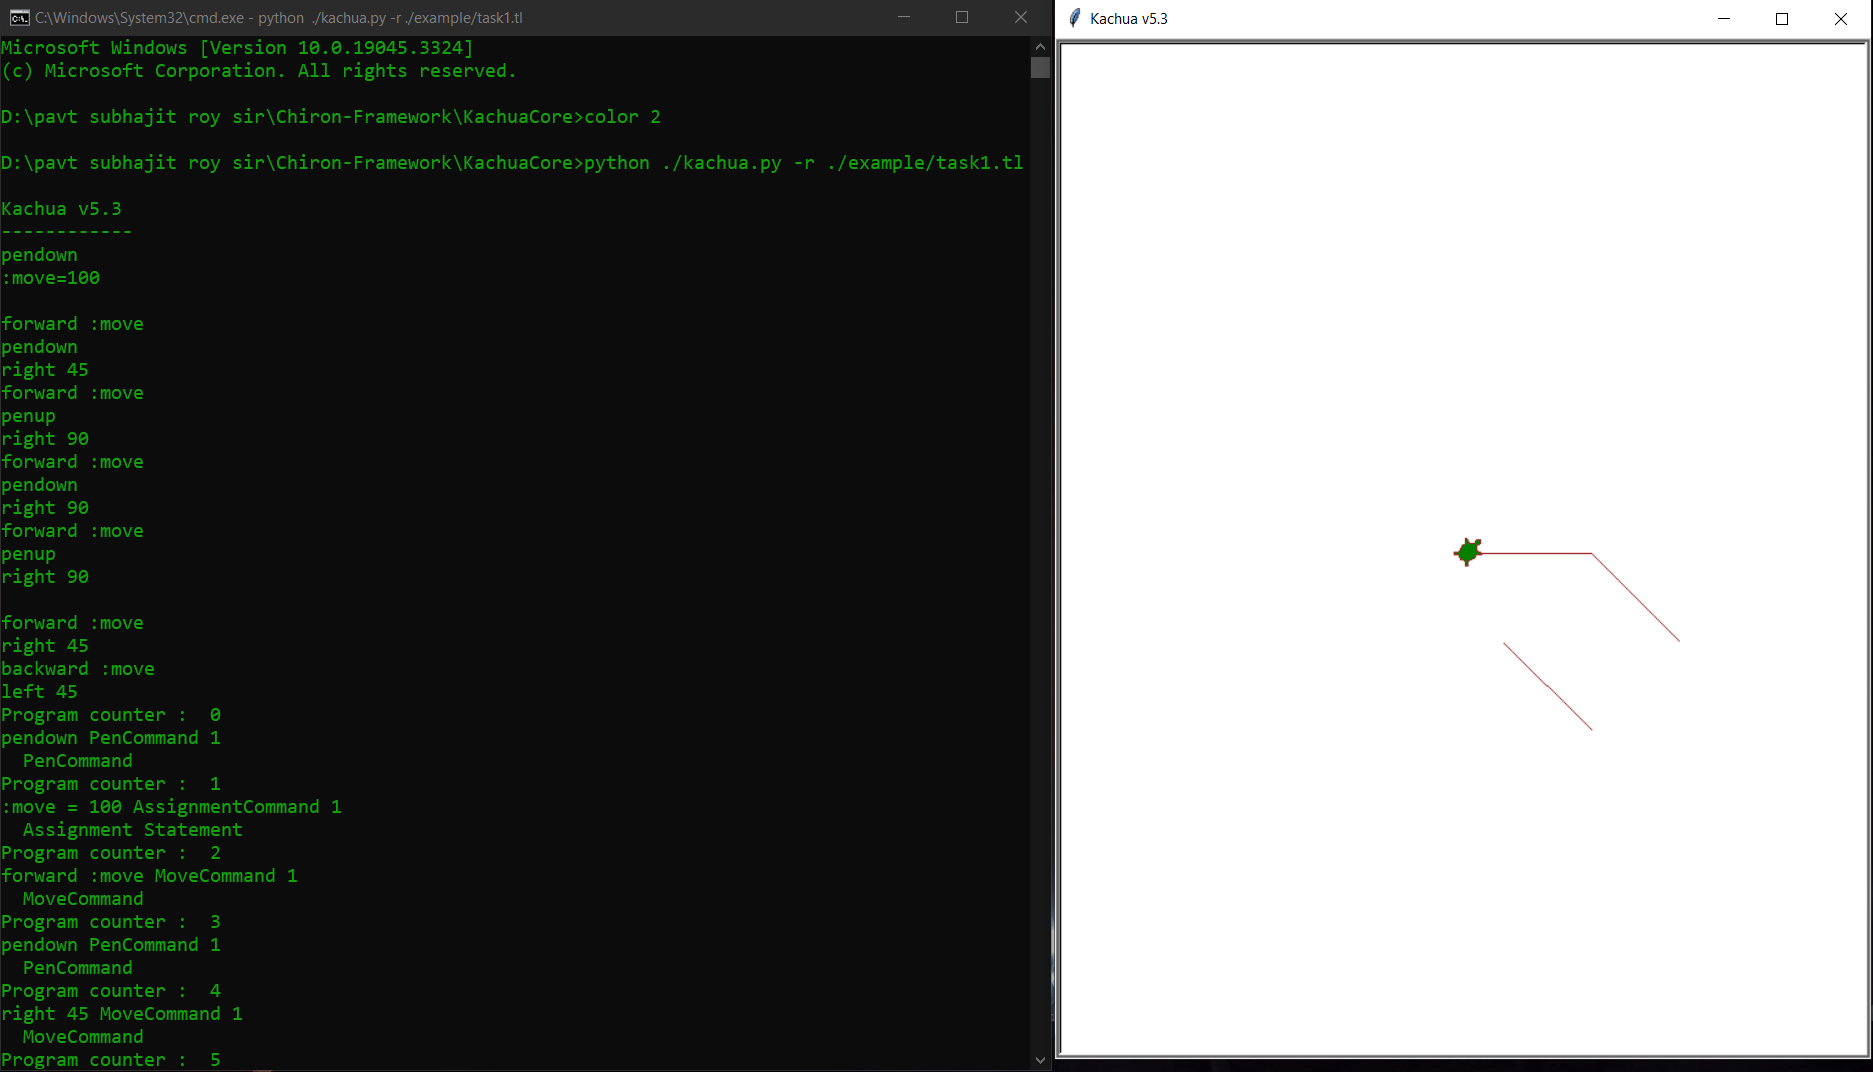 C:\Windows\System32\cmd.exe - python  ./kachua.py -r ./example/task1.tl
Microsoft Windows [Version 10.0.19045.3324]
(c) Microsoft Corporation. All rights reserved.
D:\pavt subhajit roy sir\Chiron-Framework\KachuaCore>color 2
D:\pavt subhajit roy sir\Chiron-Framework\KachuaCore>python ./kachua.py -r ./example/task1.tl
Kachua v5.3
------------
pendown
:move=100
forward :move
pendown
right 45
forward :move
penup
right 90
forward :move
pendown
right 90
forward :move
penup
right 90
forward :move
right 45
backward :move
left 45
Program counter :  0
pendown PenCommand 1
  PenCommand
Program counter :  1
:move = 100 AssignmentCommand 1
  Assignment Statement
Program counter :  2
forward :move MoveCommand 1
  MoveCommand
Program counter :  3
pendown PenCommand 1
  PenCommand
Program counter :  4
right 45 MoveCommand 1
  MoveCommand
Program counter :  5
Kachua v5.3